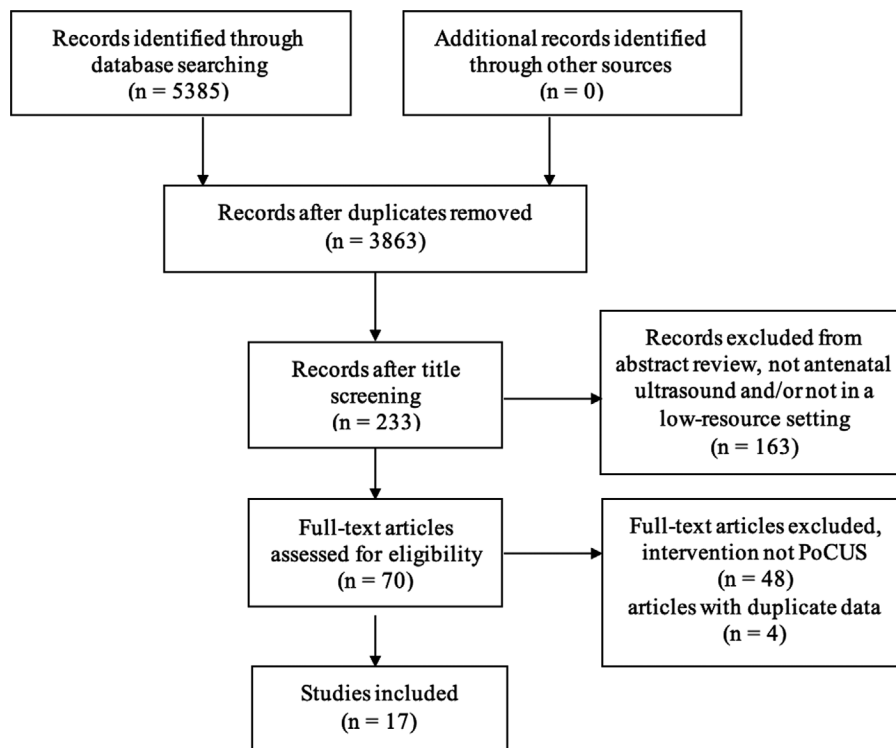 Records identified through
database searching
(n = 5385)
Additional records identified
through other sources
(n = 0)
Records after duplicates removed
(n = 3863)
Records after title
screening
(n = 233)
Records excluded from
abstract review, not antenatal
ultrasound and/or not in a
low-resource setting
(n = 163)
Full-text articles
assessed for eligibility
(n = 70)
Full-text articles excluded,
intervention not PoCUS
(n = 48)
articles with duplicate data
(n = 4)
Studies included
(n = 17)